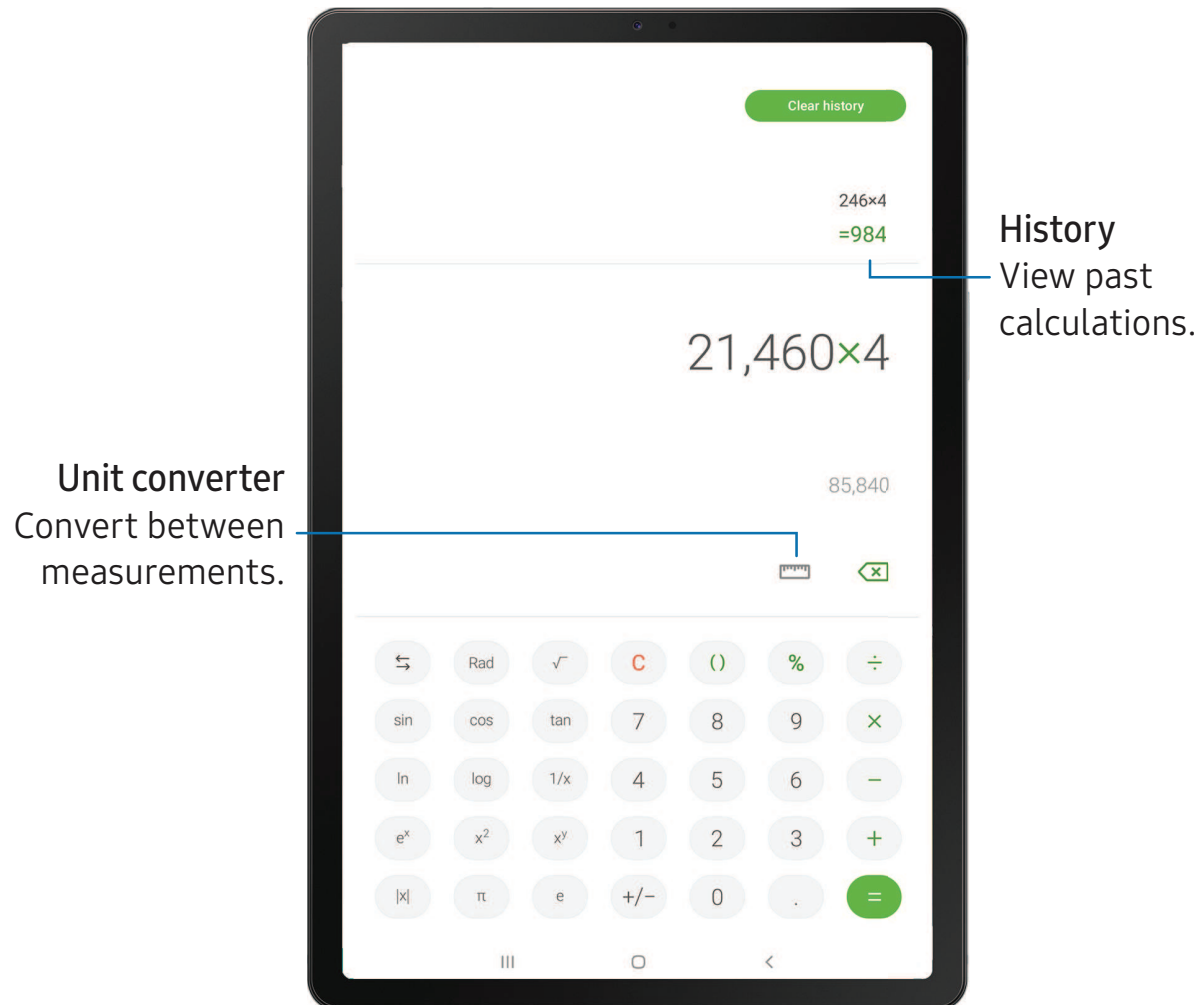 Clear history
246×4
=984
History
View past
calculations.
21,460×4
Unit converter
Convert between
measurements.
85,840
⇆ Rad √ C () % ÷
sin cos tan 7 8 9 ×
ln log 1/x 4 5 6 −
eˣ x² xʸ 1 2 3 +
|x| π e +/− 0 . =